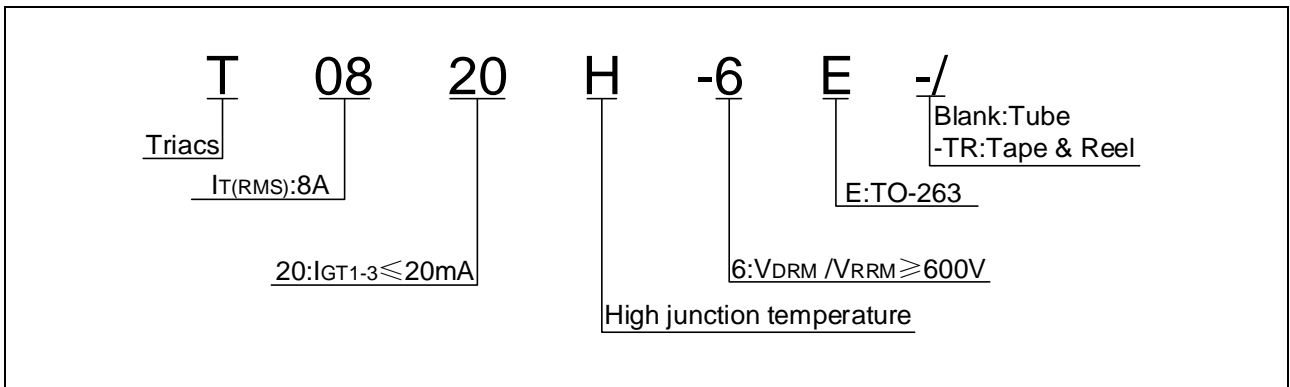 T 08 20 H -6 E -/
Blank:Tube
Triacs
-TR:Tape & Reel
IT(RMS):8A
E:TO-263
20:IGT1-3≦20mA
6:VDRM /VRRM≧600V
High junction temperature